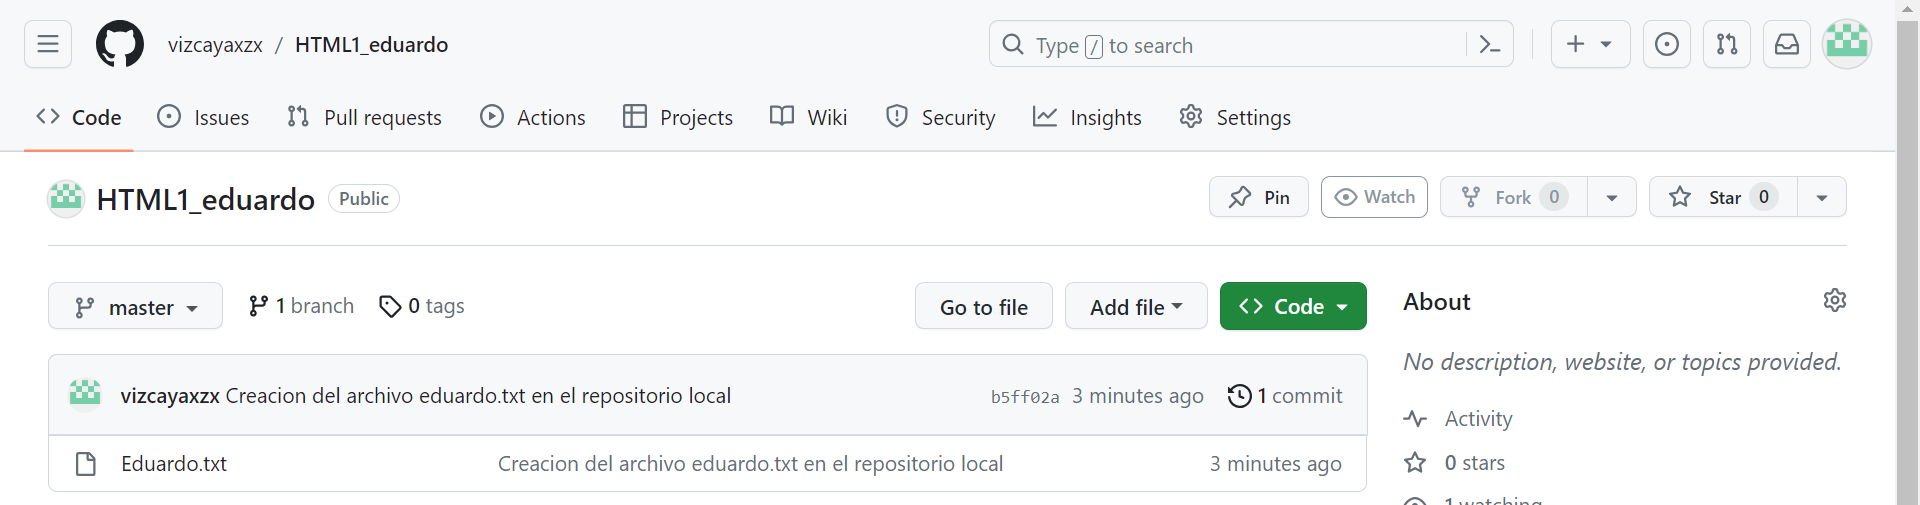 vizcayaxzx / HTML1_eduardo
Type / to search
Code Issues Pull requests Actions Projects Wiki Security Insights Settings
HTML1_eduardo Public
Pin Watch Fork 0 Star 0
master 1 branch 0 tags Go to file Add file Code
vizcayaxzx Creacion del archivo eduardo.txt en el repositorio local b5ff02a 3 minutes ago 1 commit
Eduardo.txt Creacion del archivo eduardo.txt en el repositorio local 3 minutes ago
About
No description, website, or topics provided.
Activity
0 stars
1 watching